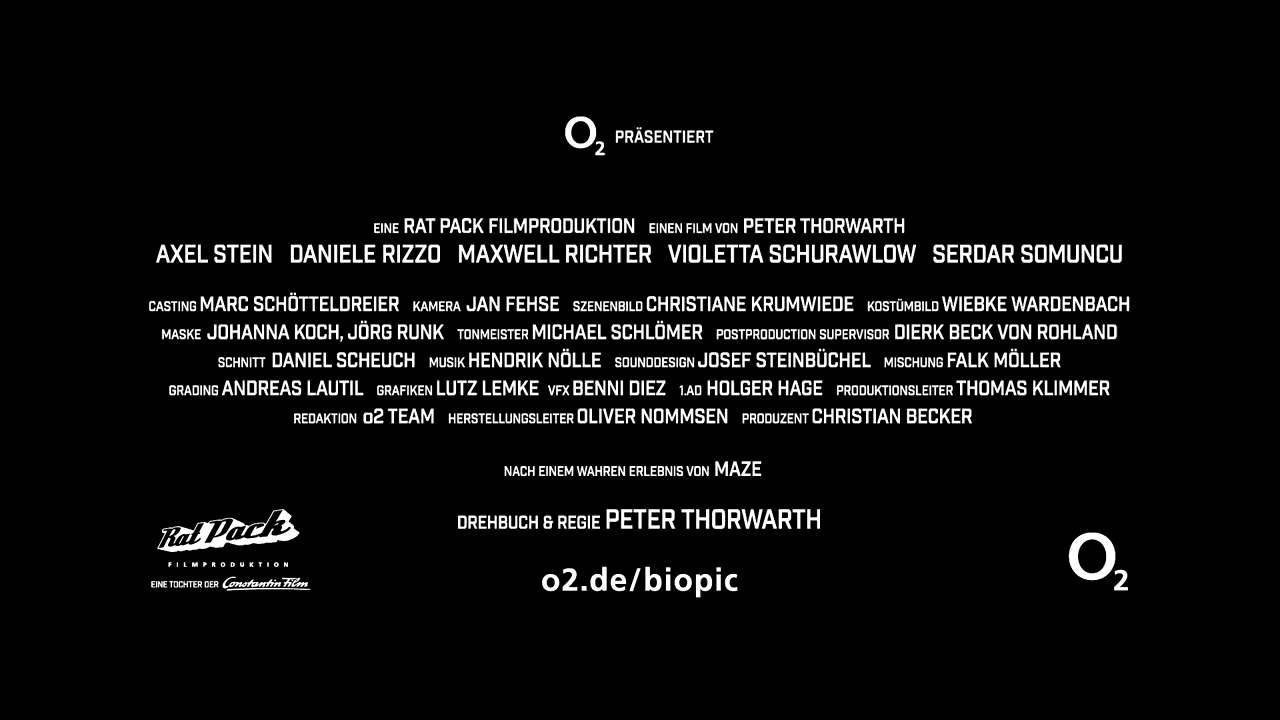 O2 PRÄSENTIERT
EINE RAT PACK FILMPRODUKTION EINEN FILM VON PETER THORWARTH
AXEL STEIN DANIELE RIZZO MAXWELL RICHTER VIOLETTA SCHURAWLOW SERDAR SOMUNCU
CASTING MARC SCHÖTTELDREIER KAMERA JAN FEHSE SZENENBILD CHRISTIANE KRUMWIEDE KOSTÜMBILD WIEBKE WARDENBACH
MASKE JOHANNA KOCH, JÖRG RUNK TONMEISTER MICHAEL SCHLÖMER POSTPRODUCTION SUPERVISOR DIERK BECK VON ROHLAND
SCHNITT DANIEL SCHEUCH MUSIK HENDRIK NÖLLE SOUNDDESIGN JOSEF STEINBÜCHEL MISCHUNG FALK MÖLLER
GRADING ANDREAS LAUTIL GRAFIKEN LUTZ LEMKE VFX BENNI DIEZ 1.AD HOLGER HAGE PRODUKTIONSLEITER THOMAS KLIMMER
REDAKTION o2 TEAM HERSTELLUNGSLEITER OLIVER NOMMSEN PRODUZENT CHRISTIAN BECKER
NACH EINEM WAHREN ERLEBNIS VON MAZE
DREHBUCH & REGIE PETER THORWARTH
Rat Pack
FILMPRODUKTION
EINE TOCHTER DER Constantin Film
o2.de/biopic
O2